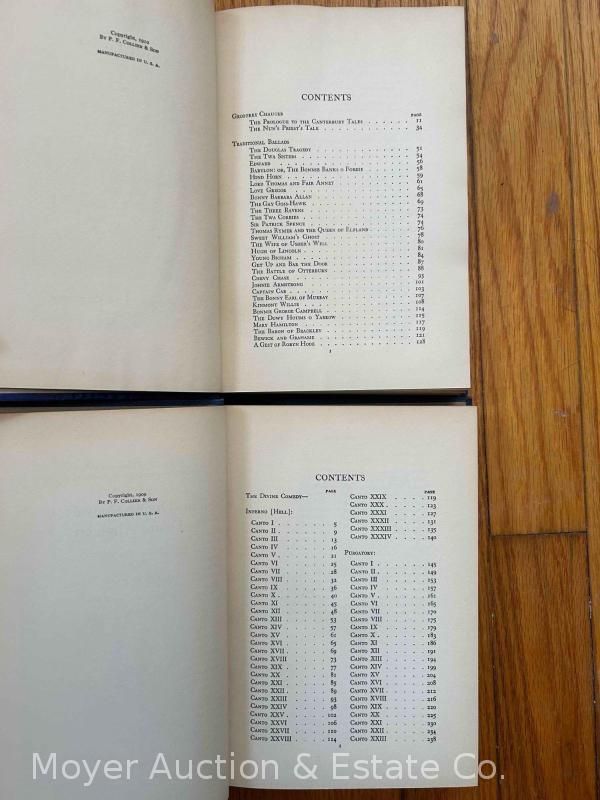 Copyright, 1910
By P. F. Collier & Son
MANUFACTURED IN U. S. A.
CONTENTS
PAGE
Geoffrey Chaucer
The Prologue to the Canterbury Tales . . . . . . 11
The Nun's Priest's Tale . . . . . . 34
Traditional Ballads
The Douglas Tragedy . . . . . . 51
The Twa Sisters . . . . . . 54
Edward . . . . . . 56
Babylon: or, The Bonnie Banks o Fordie . . . . . . 58
Hind Horn . . . . . . 59
Lord Thomas and Fair Annet . . . . . . 61
Love Gregor . . . . . . 65
Bonny Barbara Allan . . . . . . 68
The Gay Goss-Hawk . . . . . . 69
The Three Ravens . . . . . . 73
The Twa Corbies . . . . . . 74
Sir Patrick Spence . . . . . . 74
Thomas Rymer and the Queen of Elfland . . . . . . 76
Sweet William's Ghost . . . . . . 78
The Wife of Usher's Well . . . . . . 80
Hugh of Lincoln . . . . . . 81
Young Bicham . . . . . . 84
Get Up and Bar the Door . . . . . . 87
The Battle of Otterburn . . . . . . 88
Chevy Chase . . . . . . 93
Johnie Armstrong . . . . . . 101
Captain Car . . . . . . 103
The Bonny Earl of Murray . . . . . . 107
Kinmont Willie . . . . . . 108
Bonnie George Campbell . . . . . . 114
The Dowy Houms o Yarrow . . . . . . 115
Mary Hamilton . . . . . . 117
The Baron of Brackley . . . . . . 119
Bewick and Grahame . . . . . . 121
A Gest of Robyn Hode . . . . . . 128
1
Copyright, 1909
By P. F. Collier & Son
MANUFACTURED IN U. S. A.
CONTENTS
PAGE
The Divine Comedy—
Inferno [Hell]:
Canto I . . . . . . 5
Canto II . . . . . . 9
Canto III . . . . . . 13
Canto IV . . . . . . 16
Canto V . . . . . . 21
Canto VI . . . . . . 25
Canto VII . . . . . . 28
Canto VIII . . . . . . 32
Canto IX . . . . . . 36
Canto X . . . . . . 40
Canto XI . . . . . . 45
Canto XII . . . . . . 48
Canto XIII . . . . . . 53
Canto XIV . . . . . . 57
Canto XV . . . . . . 61
Canto XVI . . . . . . 65
Canto XVII . . . . . . 69
Canto XVIII . . . . . . 73
Canto XIX . . . . . . 77
Canto XX . . . . . . 81
Canto XXI . . . . . . 85
Canto XXII . . . . . . 89
Canto XXIII . . . . . . 93
Canto XXIV . . . . . . 98
Canto XXV . . . . . . 102
Canto XXVI . . . . . . 106
Canto XXVII . . . . . . 110
Canto XXVIII . . . . . . 114
PAGE
Canto XXIX . . . . . . 119
Canto XXX . . . . . . 123
Canto XXXI . . . . . . 127
Canto XXXII . . . . . . 131
Canto XXXIII . . . . . . 135
Canto XXXIV . . . . . . 140
Purgatory:
Canto I . . . . . . 145
Canto II . . . . . . 149
Canto III . . . . . . 153
Canto IV . . . . . . 157
Canto V . . . . . . 161
Canto VI . . . . . . 165
Canto VII . . . . . . 170
Canto VIII . . . . . . 175
Canto IX . . . . . . 179
Canto X . . . . . . 183
Canto XI . . . . . . 186
Canto XII . . . . . . 191
Canto XIII . . . . . . 194
Canto XIV . . . . . . 199
Canto XV . . . . . . 204
Canto XVI . . . . . . 208
Canto XVII . . . . . . 212
Canto XVIII . . . . . . 216
Canto XIX . . . . . . 220
Canto XX . . . . . . 225
Canto XXI . . . . . . 230
Canto XXII . . . . . . 234
Canto XXIII . . . . . . 238
1
Moyer Auction & Estate Co.